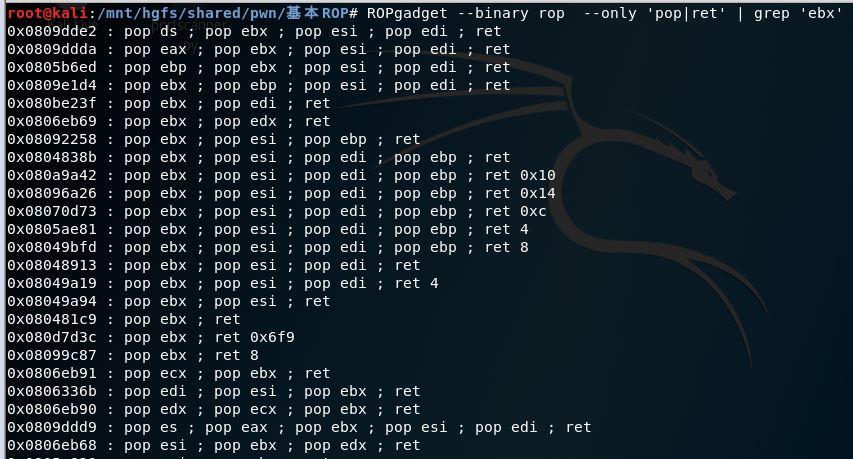 root@kali:/mnt/hgfs/shared/pwn/基本ROP# ROPgadget --binary rop  --only 'pop|ret' | grep 'ebx'
0x0809dde2 : pop ds ; pop ebx ; pop esi ; pop edi ; ret
0x0809ddda : pop eax ; pop ebx ; pop esi ; pop edi ; ret
0x0805b6ed : pop ebp ; pop ebx ; pop esi ; pop edi ; ret
0x0809e1d4 : pop ebx ; pop ebp ; pop esi ; pop edi ; ret
0x080be23f : pop ebx ; pop edi ; ret
0x0806eb69 : pop ebx ; pop edx ; ret
0x08092258 : pop ebx ; pop esi ; pop ebp ; ret
0x0804838b : pop ebx ; pop esi ; pop edi ; pop ebp ; ret
0x080a9a42 : pop ebx ; pop esi ; pop edi ; pop ebp ; ret 0x10
0x08096a26 : pop ebx ; pop esi ; pop edi ; pop ebp ; ret 0x14
0x08070d73 : pop ebx ; pop esi ; pop edi ; pop ebp ; ret 0xc
0x0805ae81 : pop ebx ; pop esi ; pop edi ; pop ebp ; ret 4
0x08049bfd : pop ebx ; pop esi ; pop edi ; pop ebp ; ret 8
0x08048913 : pop ebx ; pop esi ; pop edi ; ret
0x08049a19 : pop ebx ; pop esi ; pop edi ; ret 4
0x08049a94 : pop ebx ; pop esi ; ret
0x080481c9 : pop ebx ; ret
0x080d7d3c : pop ebx ; ret 0x6f9
0x08099c87 : pop ebx ; ret 8
0x0806eb91 : pop ecx ; pop ebx ; ret
0x0806336b : pop edi ; pop esi ; pop ebx ; ret
0x0806eb90 : pop edx ; pop ecx ; pop ebx ; ret
0x0809ddd9 : pop es ; pop eax ; pop ebx ; pop esi ; pop edi ; ret
0x0806eb68 : pop esi ; pop ebx ; pop edx ; ret